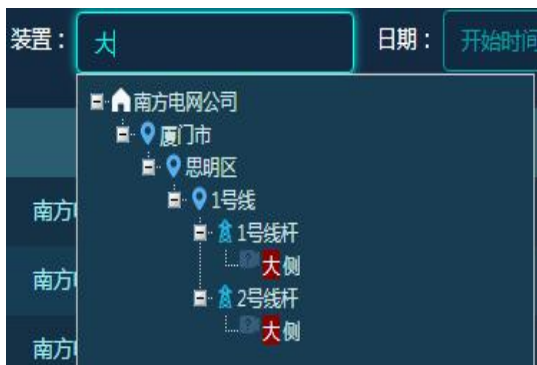 装置： 大 日期： 开始时间
南方电网公司
厦门市
思明区
1号线
1号线杆
大侧
2号线杆
大侧
南方
南方
南方